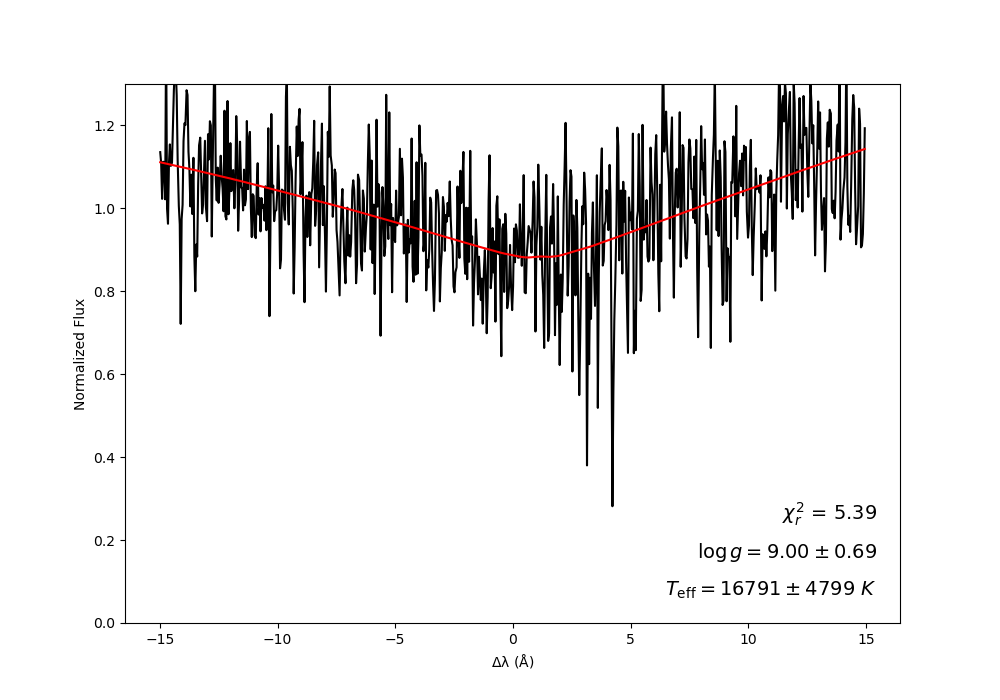 1.2
1.0
0.8
0.6
0.4
0.2
0.0
Normalized Flux
χ²ᵣ = 5.39
log g = 9.00 ± 0.69
T_eff = 16791 ± 4799 K
−15 −10 −5 0 5 10 15
Δλ (Å)